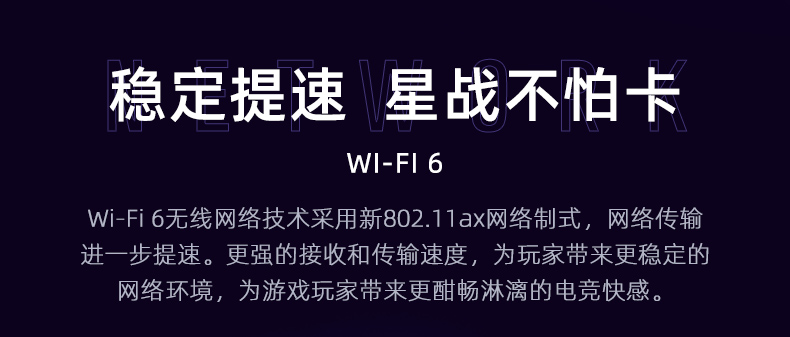 NETWORK
稳定提速 星战不怕卡
WI-FI 6
Wi-Fi 6无线网络技术采用新802.11ax网络制式，网络传输
进一步提速。更强的接收和传输速度，为玩家带来更稳定的
网络环境，为游戏玩家带来更酣畅淋漓的电竞快感。